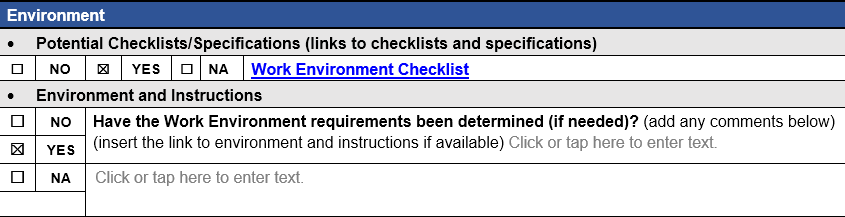 Environment
• Potential Checklists/Specifications (links to checklists and specifications)
☐ NO ☒ YES ☐ NA Work Environment Checklist
• Environment and Instructions
☐ NO Have the Work Environment requirements been determined (if needed)? (add any comments below)
☒ YES (insert the link to environment and instructions if available) Click or tap here to enter text.
☐ NA Click or tap here to enter text.